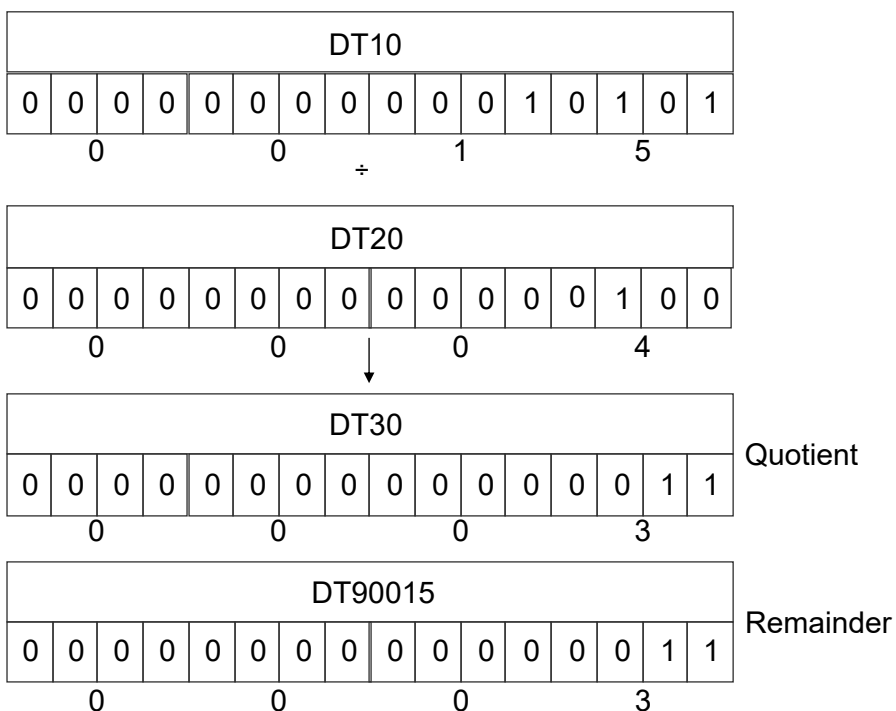 DT10
0 0 0 0 0 0 0 0 0 0 0 1 0 1 0 1
0 0 1 5
÷
DT20
0 0 0 0 0 0 0 0 0 0 0 0 0 1 0 0
0 0 0 4
DT30
Quotient
0 0 0 0 0 0 0 0 0 0 0 0 0 0 1 1
0 0 0 3
DT90015
Remainder
0 0 0 0 0 0 0 0 0 0 0 0 0 0 1 1
0 0 0 3